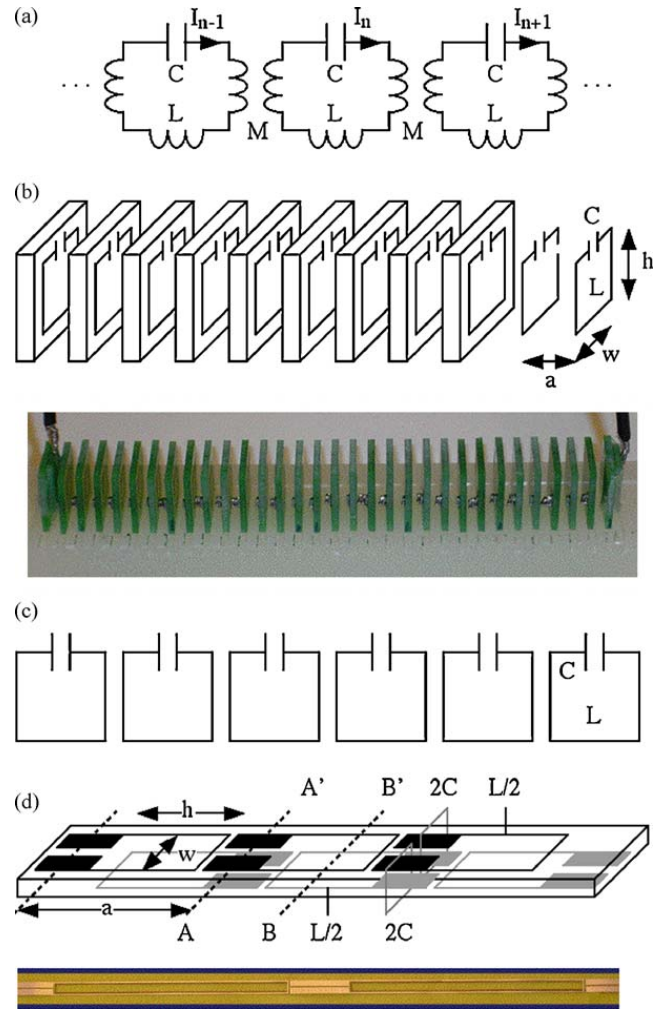 (a)
I_{n-1} I_n I_{n+1}
C C C
. . . L L L . . .
M M
(b)
C
h
L
w
a
(c)
C
L
(d)
A' B' 2C L/2
h
w
a
A B L/2 2C